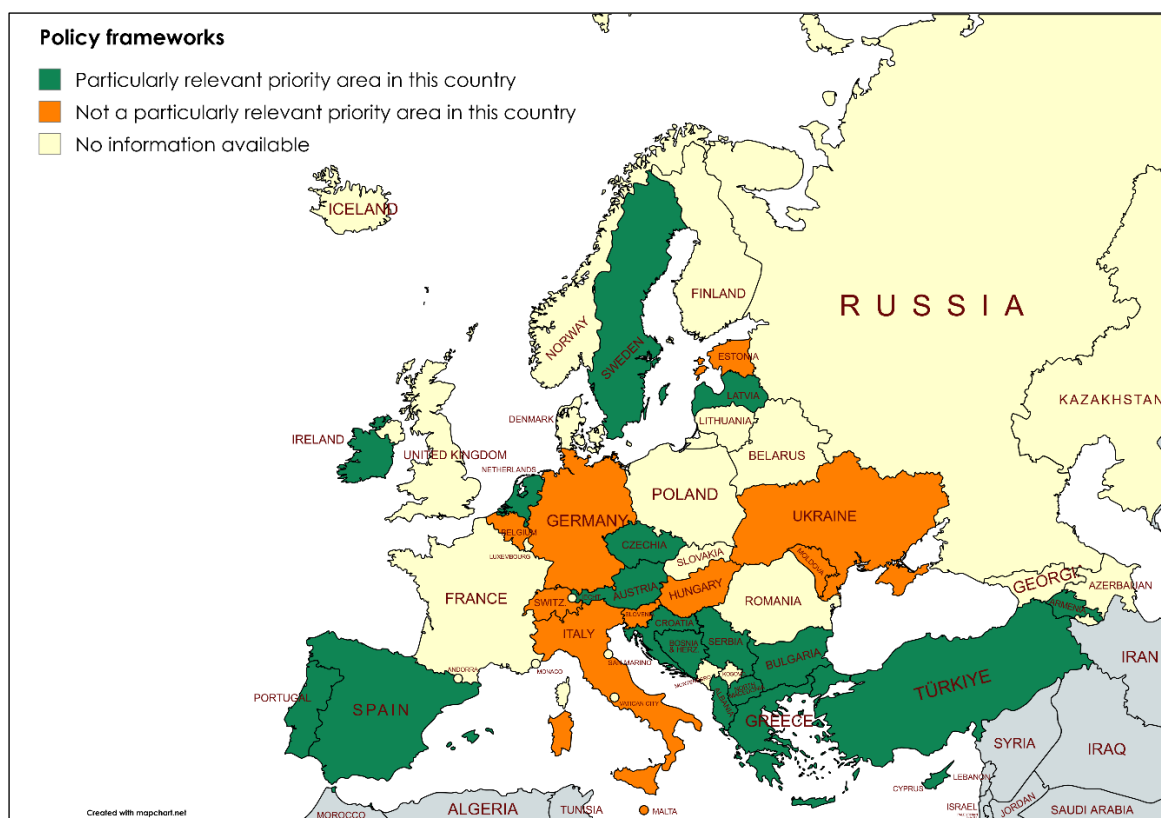 Policy frameworks
Particularly relevant priority area in this country
Not a particularly relevant priority area in this country
No information available
ICELAND
RUSSIA
FINLAND
NORWAY
SWEDEN
ESTONIA
LATVIA
KAZAKHSTAN
DENMARK
LITHUANIA
IRELAND
UNITED KINGDOM
BELARUS
NETHERLANDS
POLAND
GERMANY
UKRAINE
BELGIUM
CZECHIA
LUXEMBOURG
SLOVAKIA
MOLDOVA
AUSTRIA
HUNGARY
GEORGI
AZERBAIJAN
FRANCE
SWITZ.
ROMANIA
ARMENIA
CROATIA
ITALY
BOSNIA
& HERZ.
SERBIA
SAN MARINO
BULGARIA
IRAN
ANDORRA
MONACO
KOSOVO
MONTENEGRO
TÜRKIYE
PORTUGAL
SPAIN
VATICAN CITY
ALBANIA
GREECE
SYRIA
IRAQ
CYPRUS
LEBANON
Created with mapchart.net
MOROCCO
ALGERIA
TUNISIA
MALTA
ISRAEL
JORDAN
SAUDI ARABIA